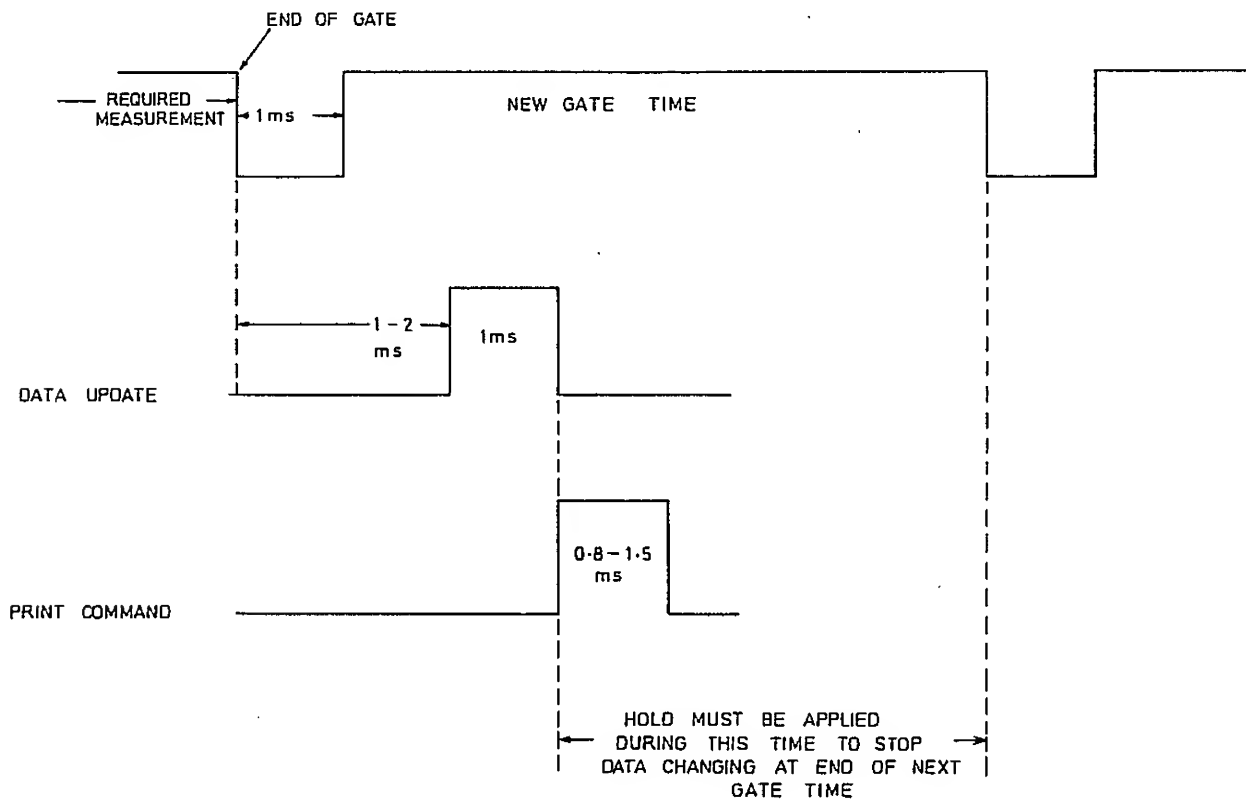 END OF GATE
REQUIRED
MEASUREMENT
1ms
NEW GATE TIME
1-2
ms
1ms
DATA UPDATE
0·8-1·5
ms
PRINT COMMAND
HOLD MUST BE APPLIED
DURING THIS TIME TO STOP
DATA CHANGING AT END OF NEXT
GATE TIME